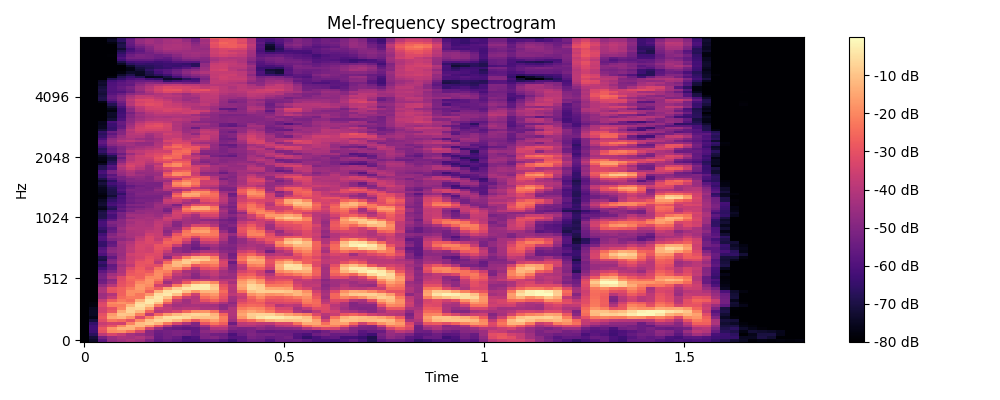 Mel-frequency spectrogram
Hz
4096
2048
1024
512
0
0
0.5
1
1.5
Time
-10 dB
-20 dB
-30 dB
-40 dB
-50 dB
-60 dB
-70 dB
-80 dB